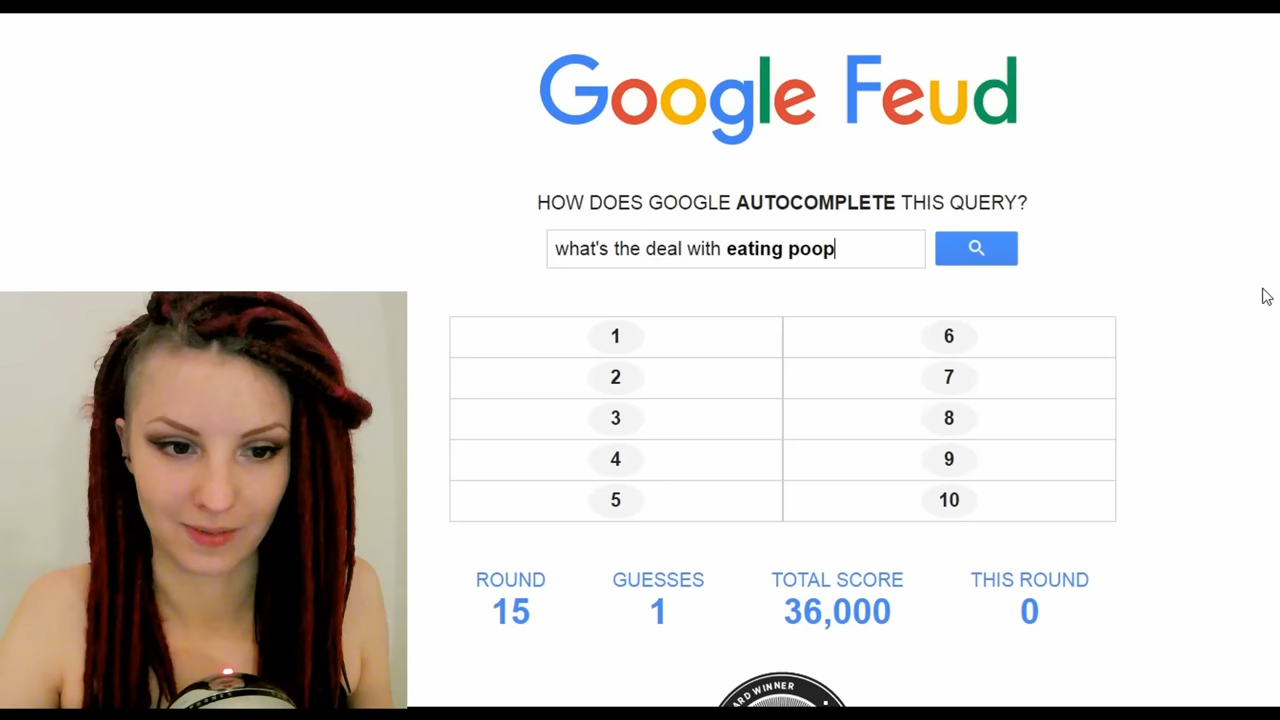 Google Feud
HOW DOES GOOGLE AUTOCOMPLETE THIS QUERY?
what's the deal with eating poop
1 6
2 7
3 8
4 9
5 10
ROUND GUESSES TOTAL SCORE THIS ROUND
15 1 36,000 0
WINNER